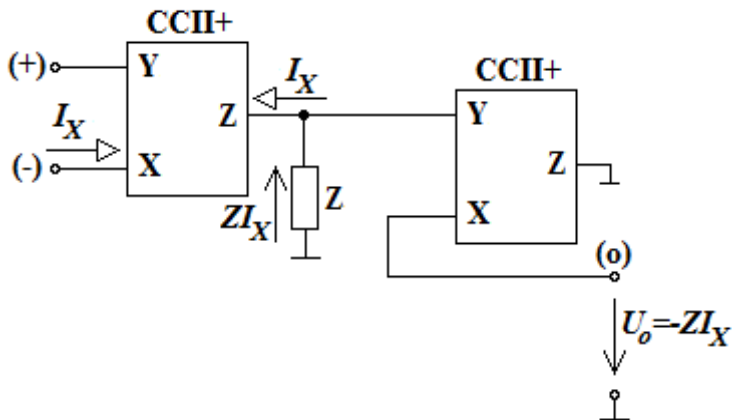 CCII+
(+)
Y
I_X
Z
I_X
(-)
X
ZI_X
Z
CCII+
Y
Z
X
(o)
U_o=-ZI_X